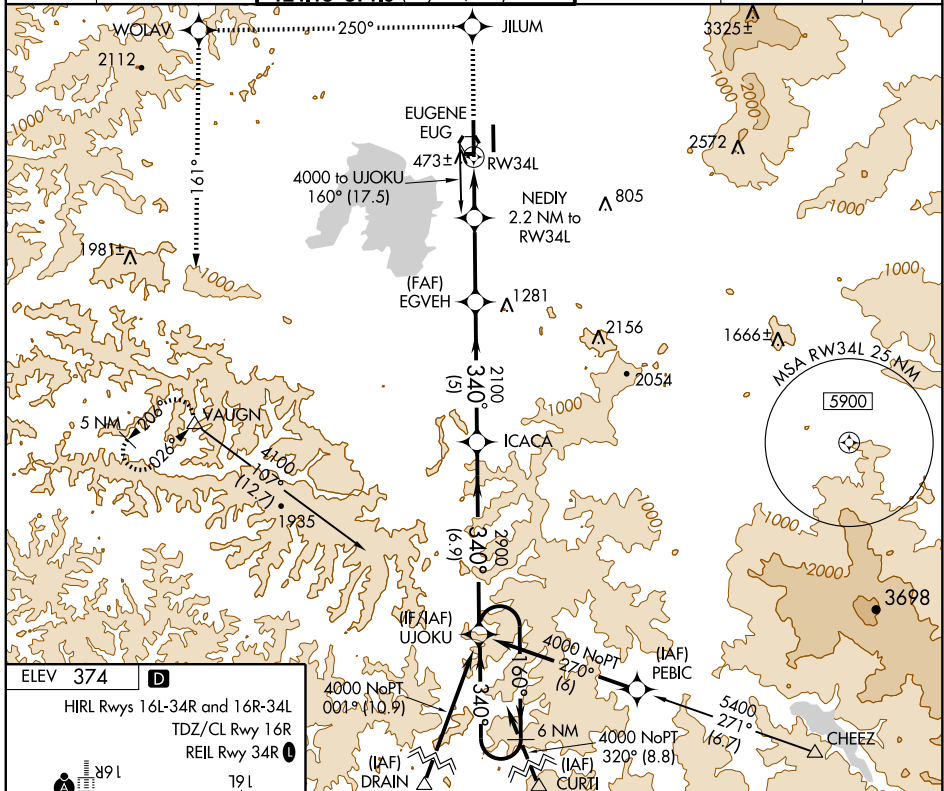 WOLAV
250°
JILUM
3325±
2112
1000
2000
1000
EUGENE
EUG
473±
RW34L
2572
4000 to UJOKU
160° (17.5)
161°
NEDIY
2.2 NM to
RW34L
805
1000
1981±
1000
(FAF)
EGVEH
1281
1000
2156
1666±
2054
MSA RW34L 25 NM
5900
2100
340°
(5)
1000
5 NM
206°
VAUGN
026°
ICACA
4100
107°
(12.7)
1935
2900
340°
(6.9)
1000
1000
2000
3698
(IF/IAF)
UJOKU
4000 NoPT
270°
(6)
(IAF)
PEBIC
160°
340°
4000 NoPT
001° (10.9)
5400
271°
(6.7)
CHEEZ
6 NM
4000 NoPT
320° (8.8)
(IAF)
DRAIN
(IAF)
CURTI
ELEV 374 D
HIRL Rwys 16L-34R and 16R-34L
TDZ/CL Rwy 16R
REIL Rwy 34R L
A
16R
16L